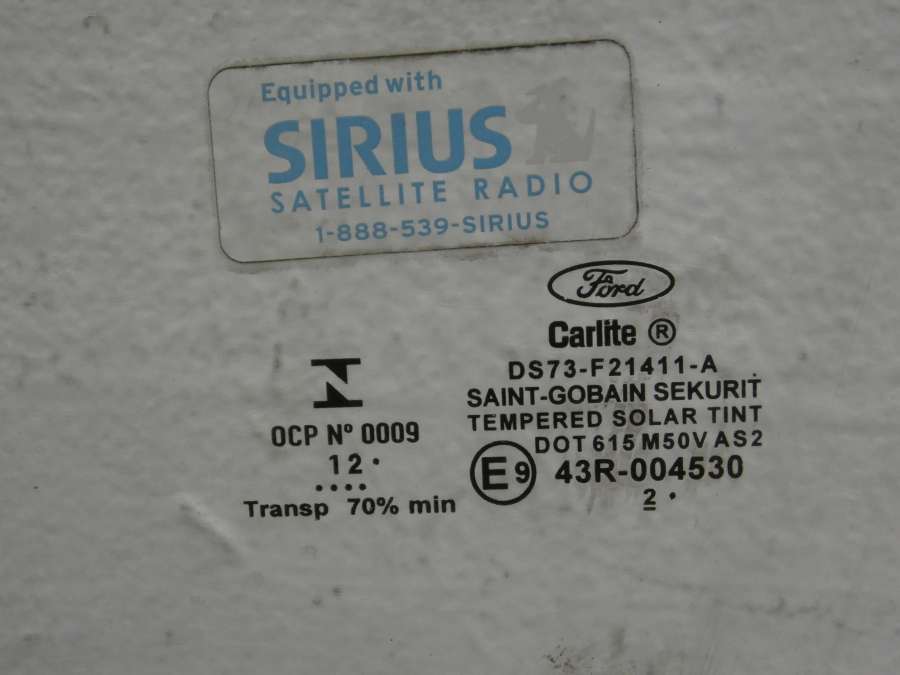 Equipped with
SIRIUS
SATELLITE RADIO
1-888-539-SIRIUS
Ford
Carlite ®
DS73-F21411-A
SAINT-GOBAIN SEKURIT
TEMPERED SOLAR TINT
DOT 615 M50V AS2
E9 43R-004530
2 .
N
OCP Nº 0009
12 .
....
Transp 70% min